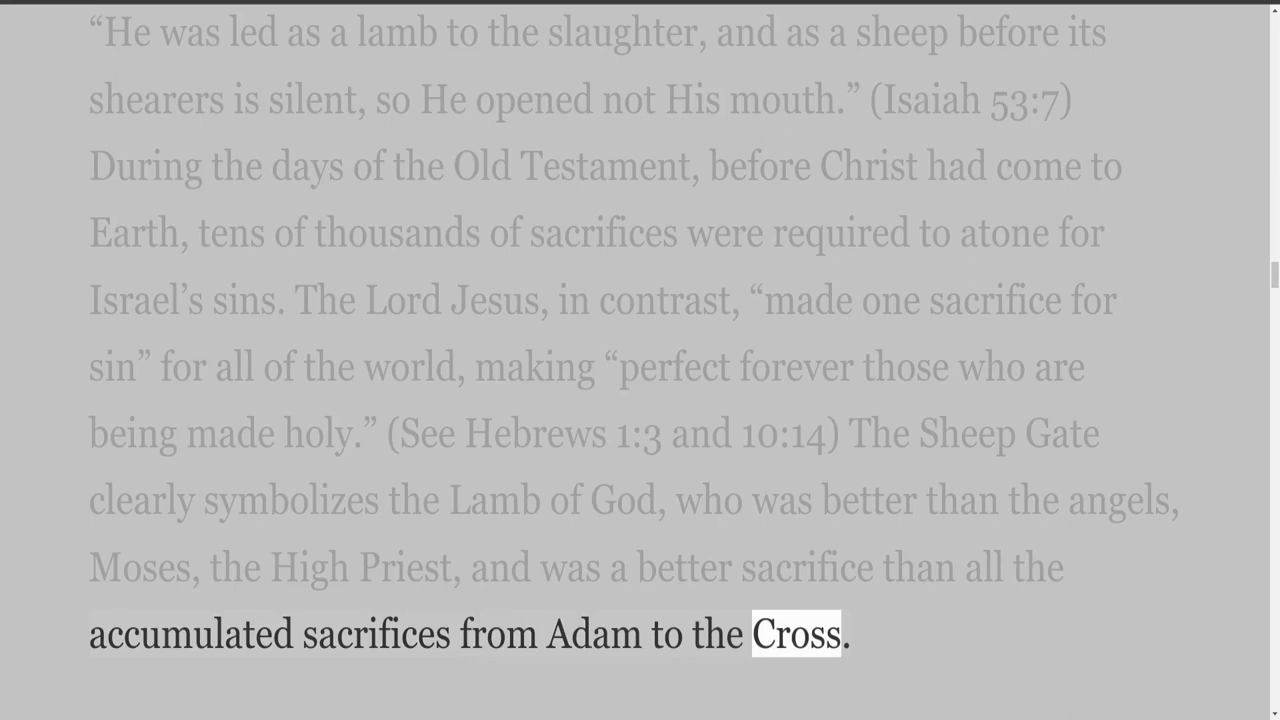 “He was led as a lamb to the slaughter, and as a sheep before its
shearers is silent, so He opened not His mouth.” (Isaiah 53:7)
During the days of the Old Testament, before Christ had come to
Earth, tens of thousands of sacrifices were required to atone for
Israel’s sins. The Lord Jesus, in contrast, “made one sacrifice for
sin” for all of the world, making “perfect forever those who are
being made holy.” (See Hebrews 1:3 and 10:14) The Sheep Gate
clearly symbolizes the Lamb of God, who was better than the angels,
Moses, the High Priest, and was a better sacrifice than all the
accumulated sacrifices from Adam to the Cross.